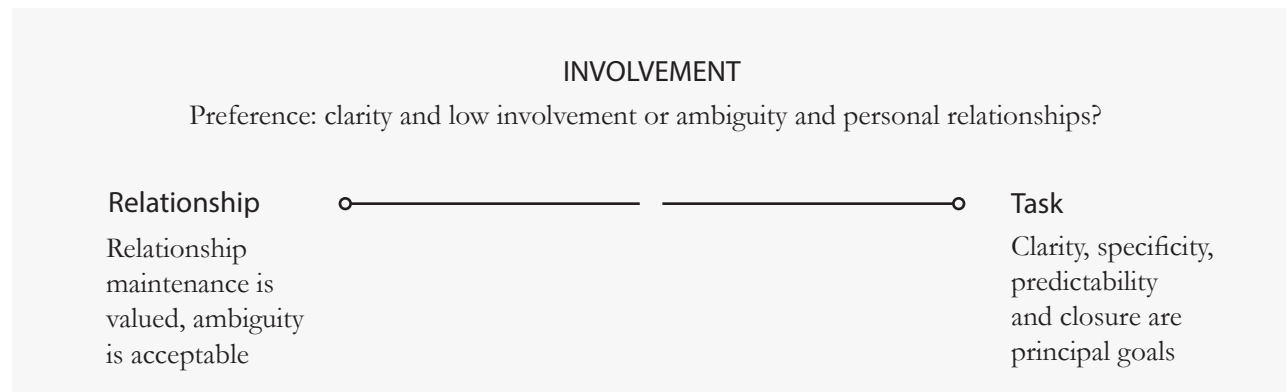 INVOLVEMENT
Preference: clarity and low involvement or ambiguity and personal relationships?
Relationship
Relationship
maintenance is
valued, ambiguity
is acceptable
Task
Clarity, specificity,
predictability
and closure are
principal goals